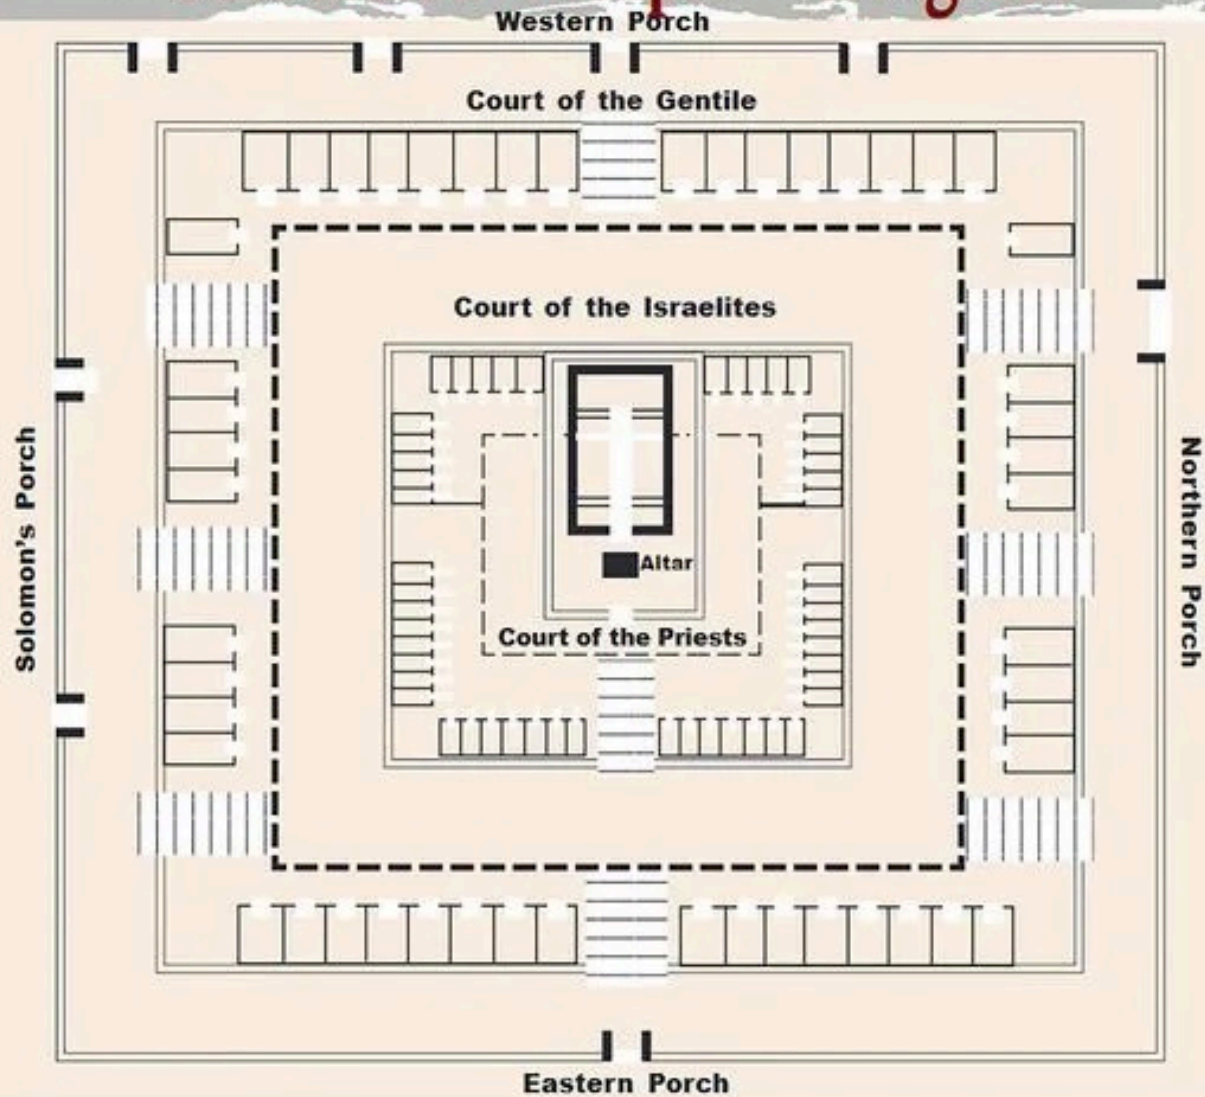 Western Porch
Court of the Gentile
Court of the Israelites
Solomon's Porch
Northern Porch
Altar
Court of the Priests
Eastern Porch